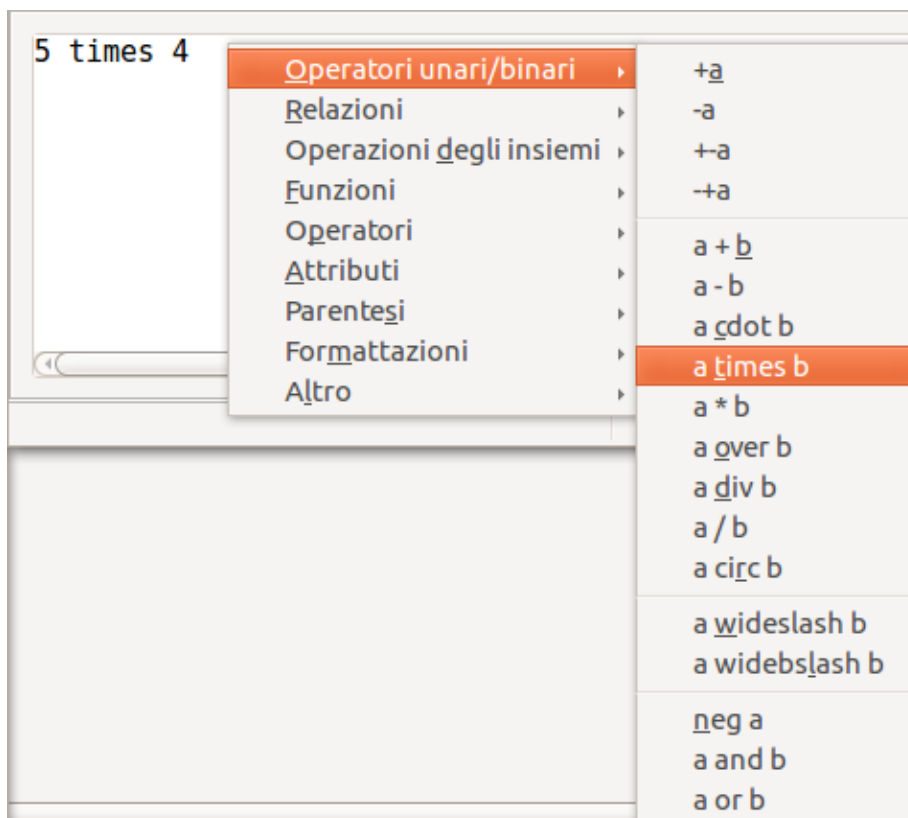 5 times 4
Operatori unari/binari
Relazioni
Operazioni degli insiemi
Funzioni
Operatori
Attributi
Parentesi
Formattazioni
Altro
+a
-a
+-a
-+a
a + b
a - b
a cdot b
a times b
a * b
a over b
a div b
a / b
a circ b
a wideslash b
a widebslash b
neg a
a and b
a or b